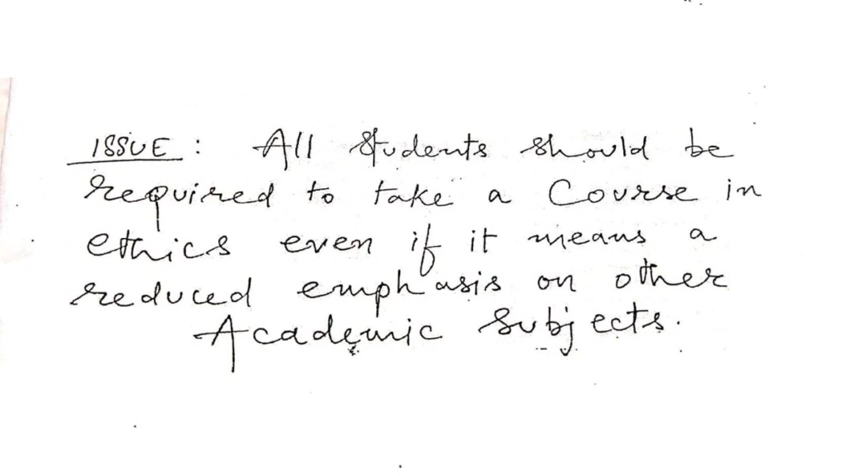 ISSUE : All students should be
required to take a Course in
ethics even if it means a
reduced emphasis on other
Academic subjects.